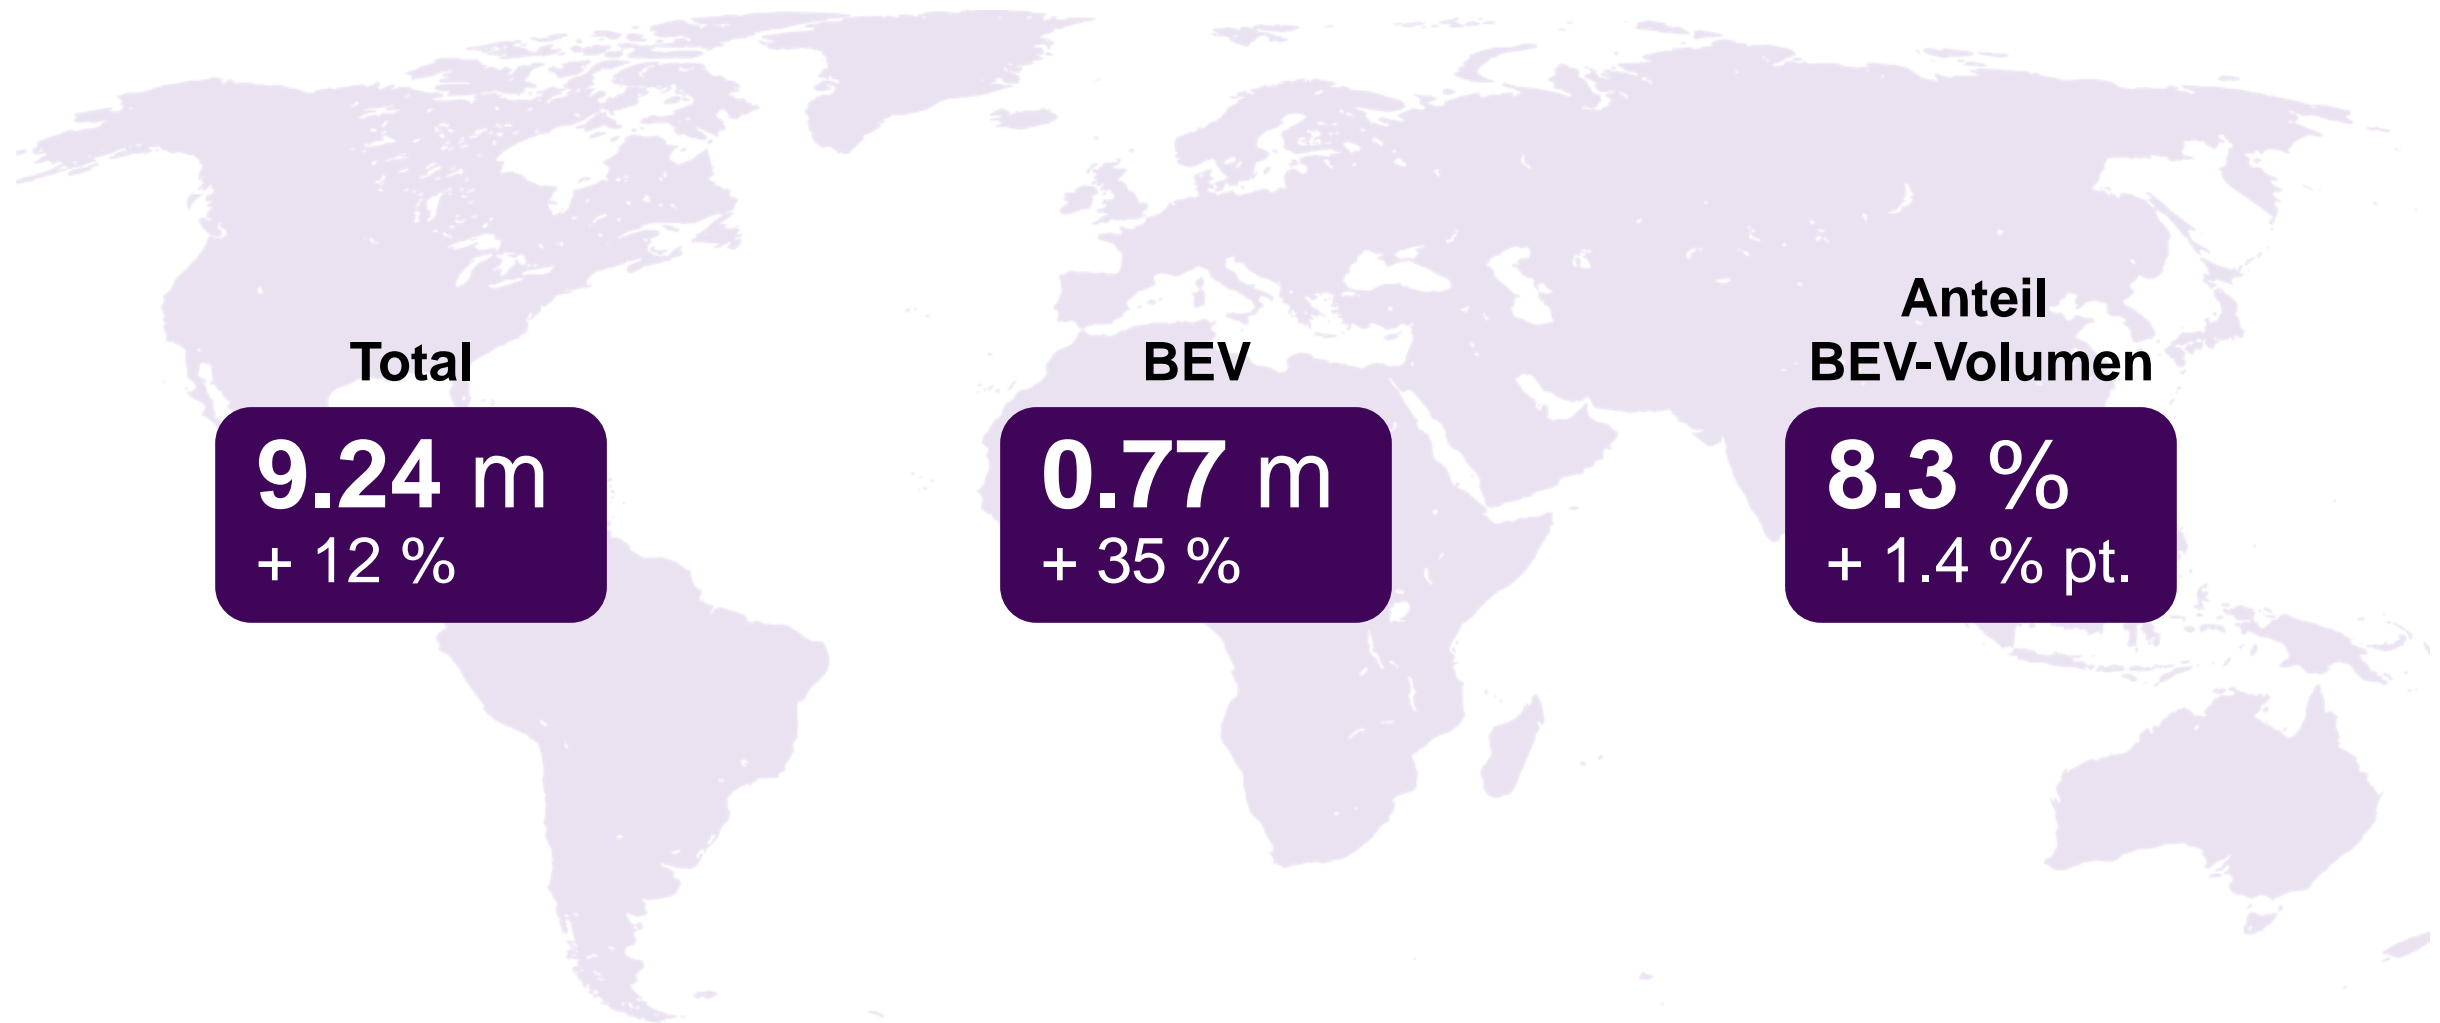 Total
9.24 m
+ 12 %
BEV
0.77 m
+ 35 %
Anteil
BEV-Volumen
8.3 %
+ 1.4 % pt.